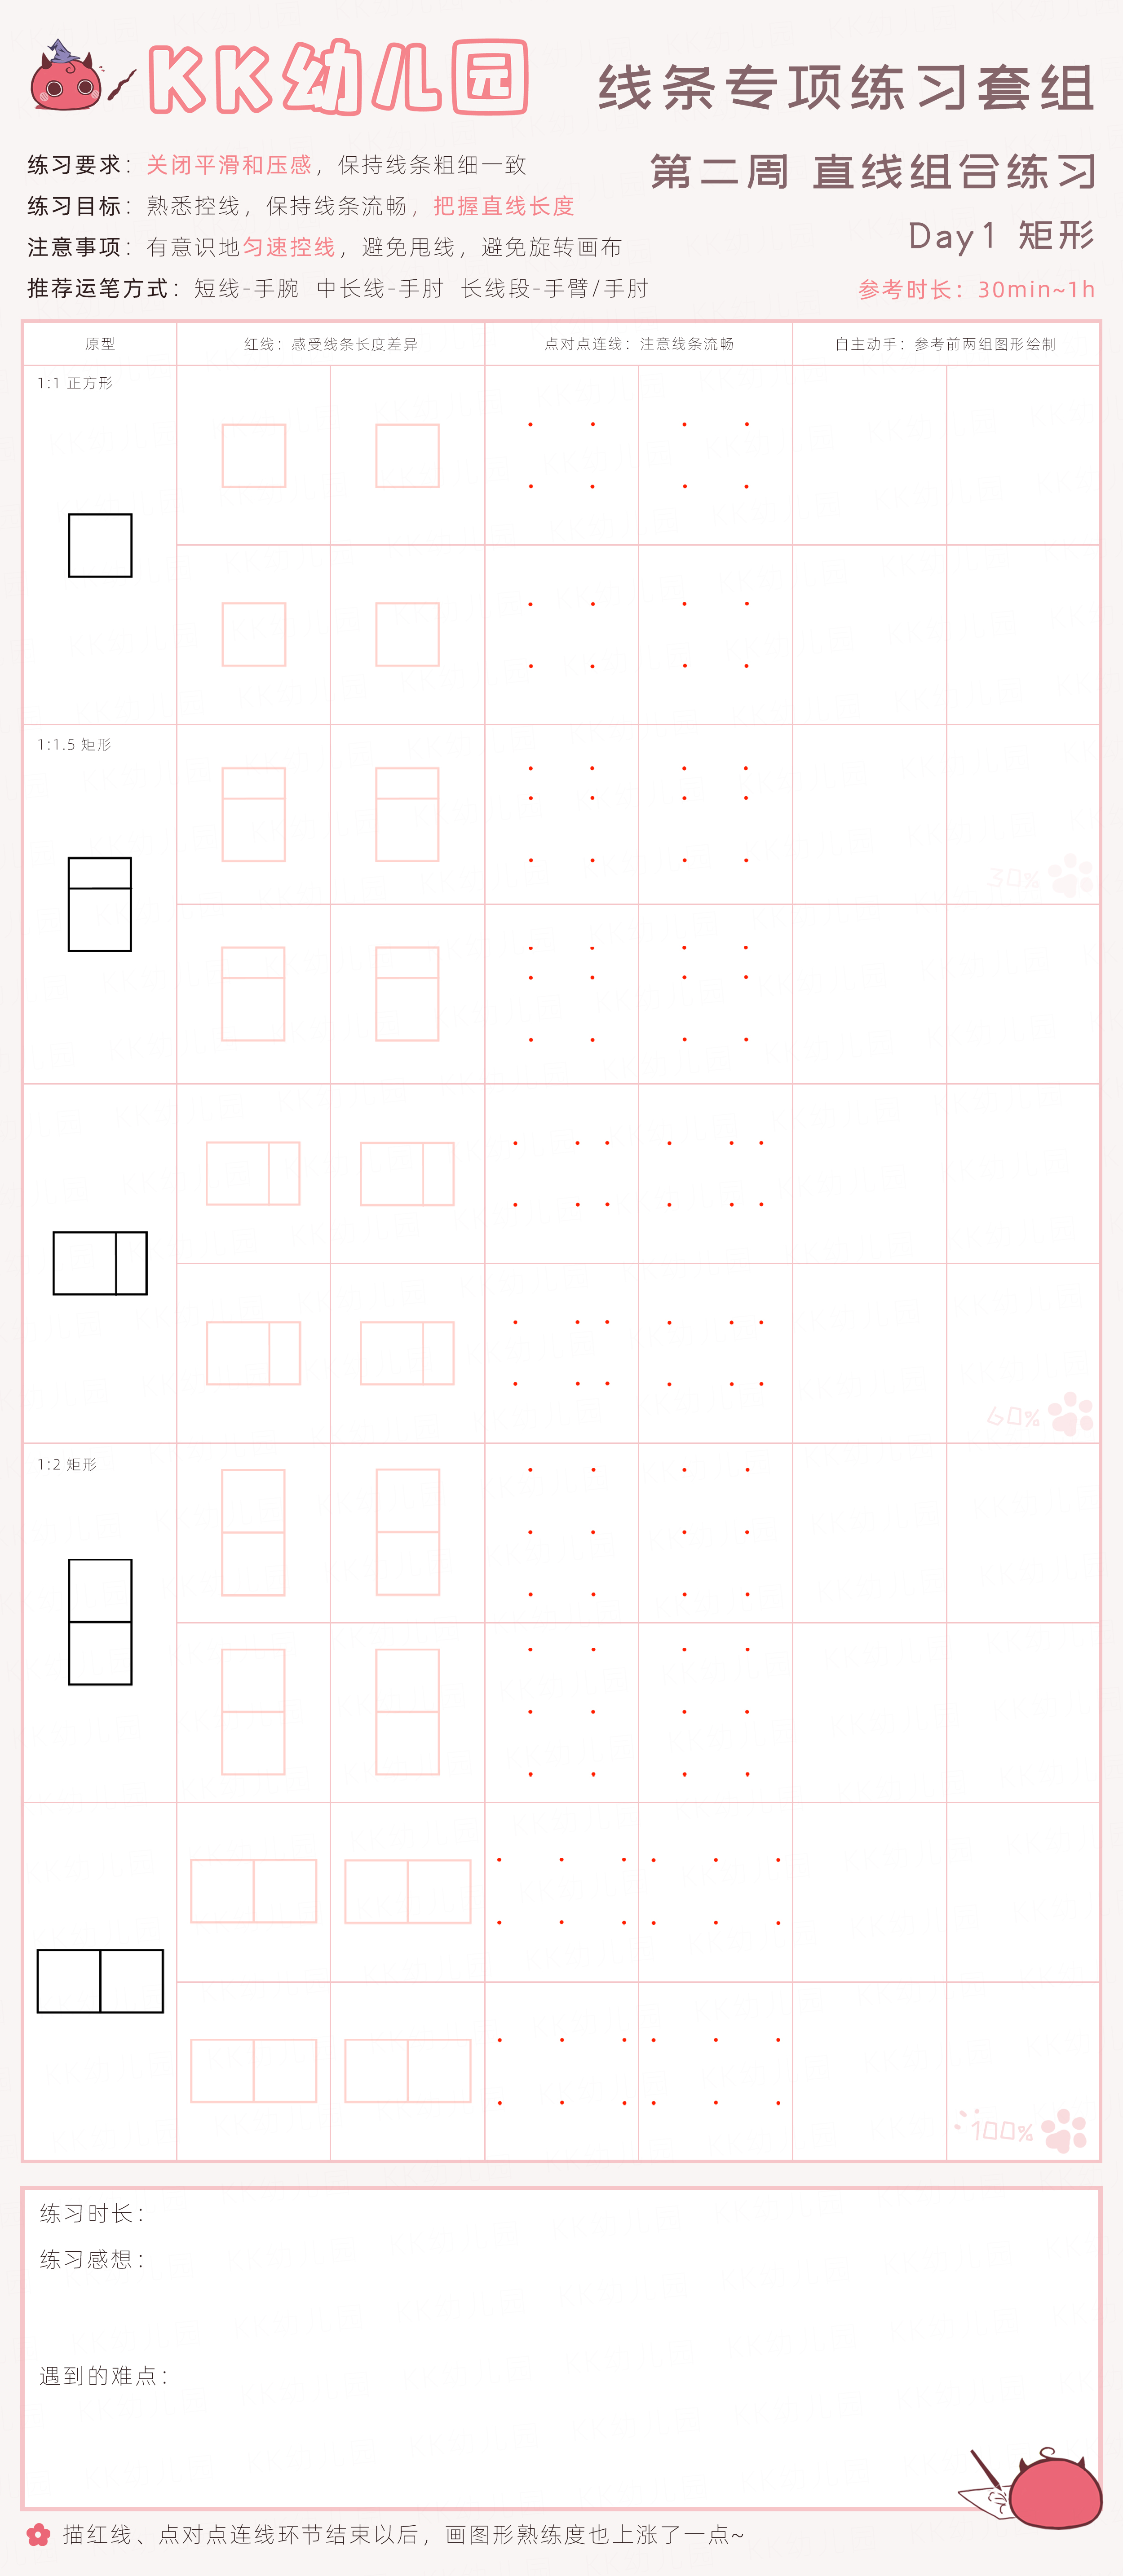 KK幼儿园
线条专项练习套组
第二周 直线组合练习
Day1 矩形
参考时长：30min~1h
练习要求：关闭平滑和压感，保持线条粗细一致
练习目标：熟悉控线，保持线条流畅，把握直线长度
注意事项：有意识地匀速控线，避免甩线，避免旋转画布
推荐运笔方式：短线-手腕 中长线-手肘 长线段-手臂/手肘
原型
红线：感受线条长度差异
点对点连线：注意线条流畅
自主动手：参考前两组图形绘制
1:1 正方形
1:1.5 矩形
30%
60%
1:2 矩形
100%
练习时长：
练习感想：
遇到的难点：
描红线、点对点连线环节结束以后，画图形熟练度也上涨了一点~